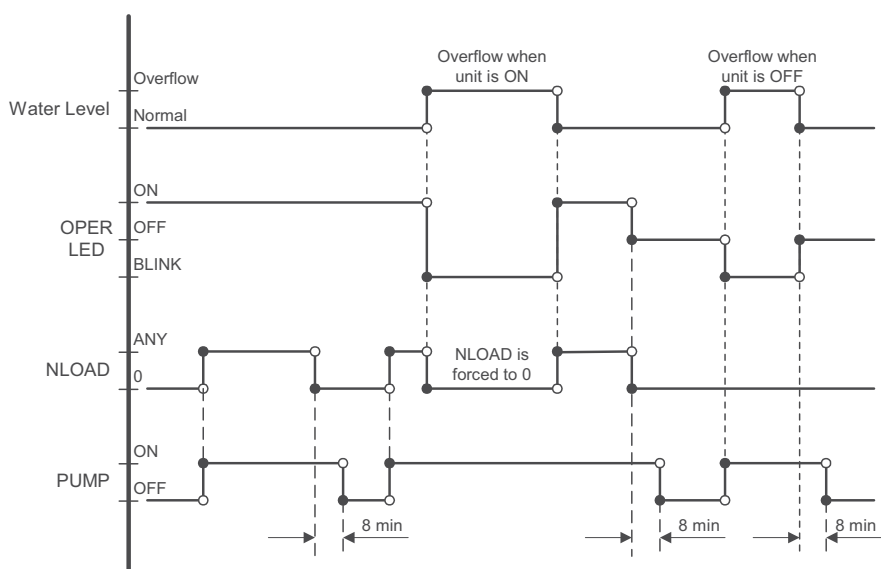 Overflow when
unit is ON
Overflow when
unit is OFF
Water Level
Overflow
Normal
OPER
LED
ON
OFF
BLINK
NLOAD
ANY
0
NLOAD is
forced to 0
PUMP
ON
OFF
8 min
8 min
8 min